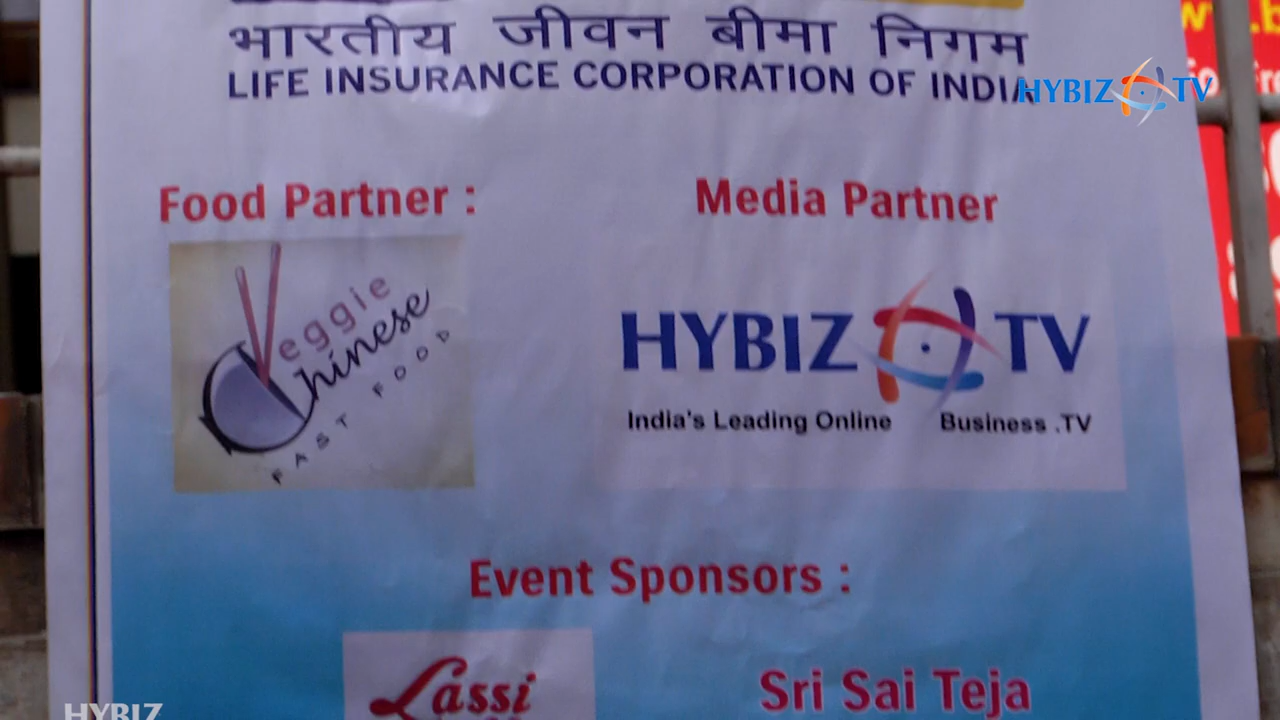 भारतीय जीवन बीमा निगम
LIFE INSURANCE CORPORATION OF INDIA
HYBIZ TV
Food Partner :
Media Partner
Veggie
Chinese
FAST FOOD
HYBIZ TV
India's Leading Online Business .TV
Event Sponsors :
Lassi
Sri Sai Teja
HYBIZ